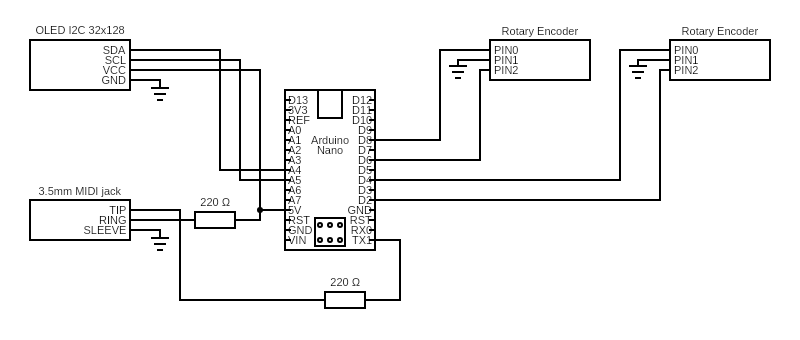 OLED I2C 32x128
SDA
SCL
VCC
GND
Rotary Encoder
PIN0
PIN1
PIN2
Rotary Encoder
PIN0
PIN1
PIN2
D13
3V3
REF
A0
A1
A2
A3
A4
A5
A6
A7
5V
RST
GND
VIN
Arduino
Nano
D12
D11
D10
D9
D8
D7
D6
D5
D4
D3
D2
GND
RST
RX0
TX1
3.5mm MIDI jack
TIP
RING
SLEEVE
220 Ω
220 Ω